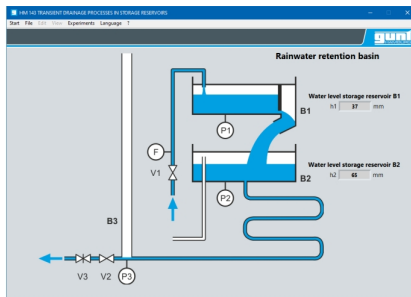 HM 143 TRANSIENT DRAINAGE PROCESSES IN STORAGE RESERVOIRS
Start File Edit View Experiments Language ?
gunt
Rainwater retention basin
Water level storage reservoir B1
h1 37 mm
B1
P1
F
V1
Water level storage reservoir B2
h2 65 mm
B2
P2
B3
V3 V2 P3